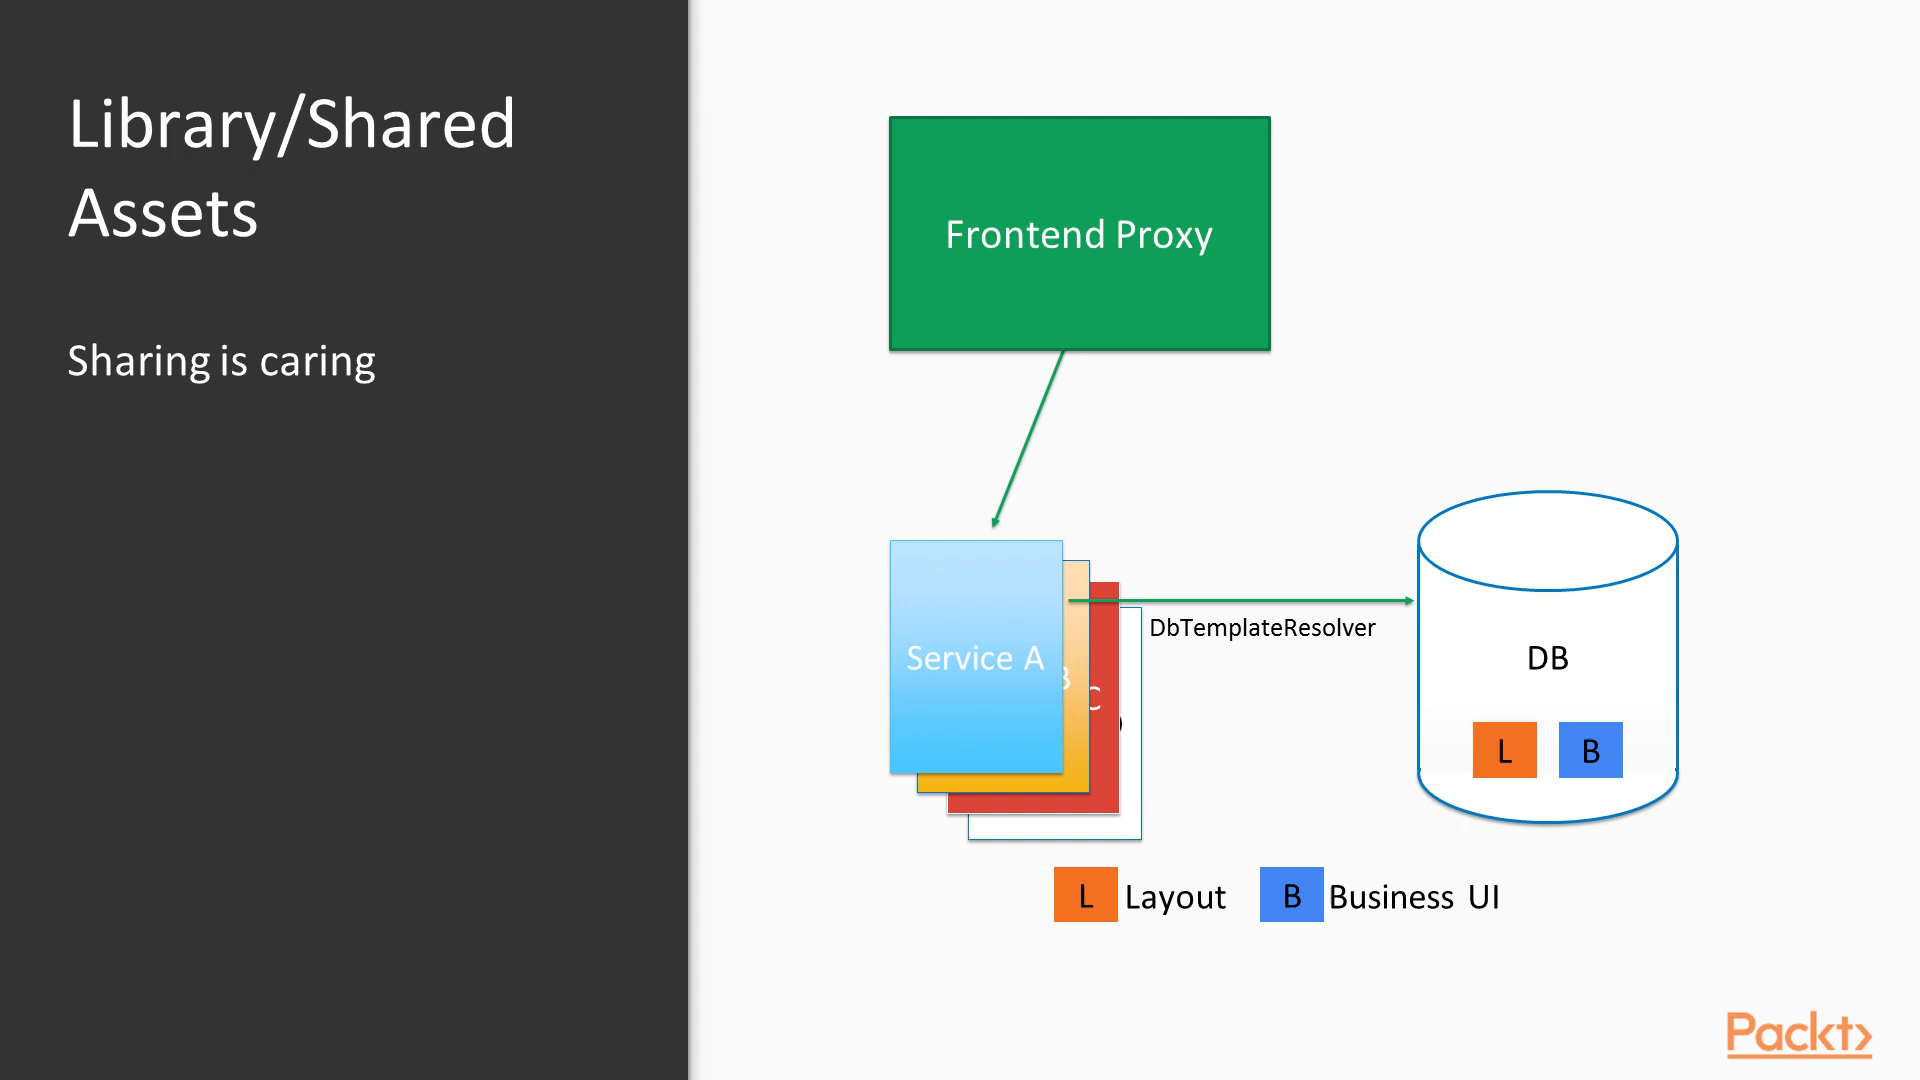 Library/Shared
Assets
Sharing is caring
Frontend Proxy
Service A
B
C
DbTemplateResolver
DB
L B
L Layout B Business UI
Packt>